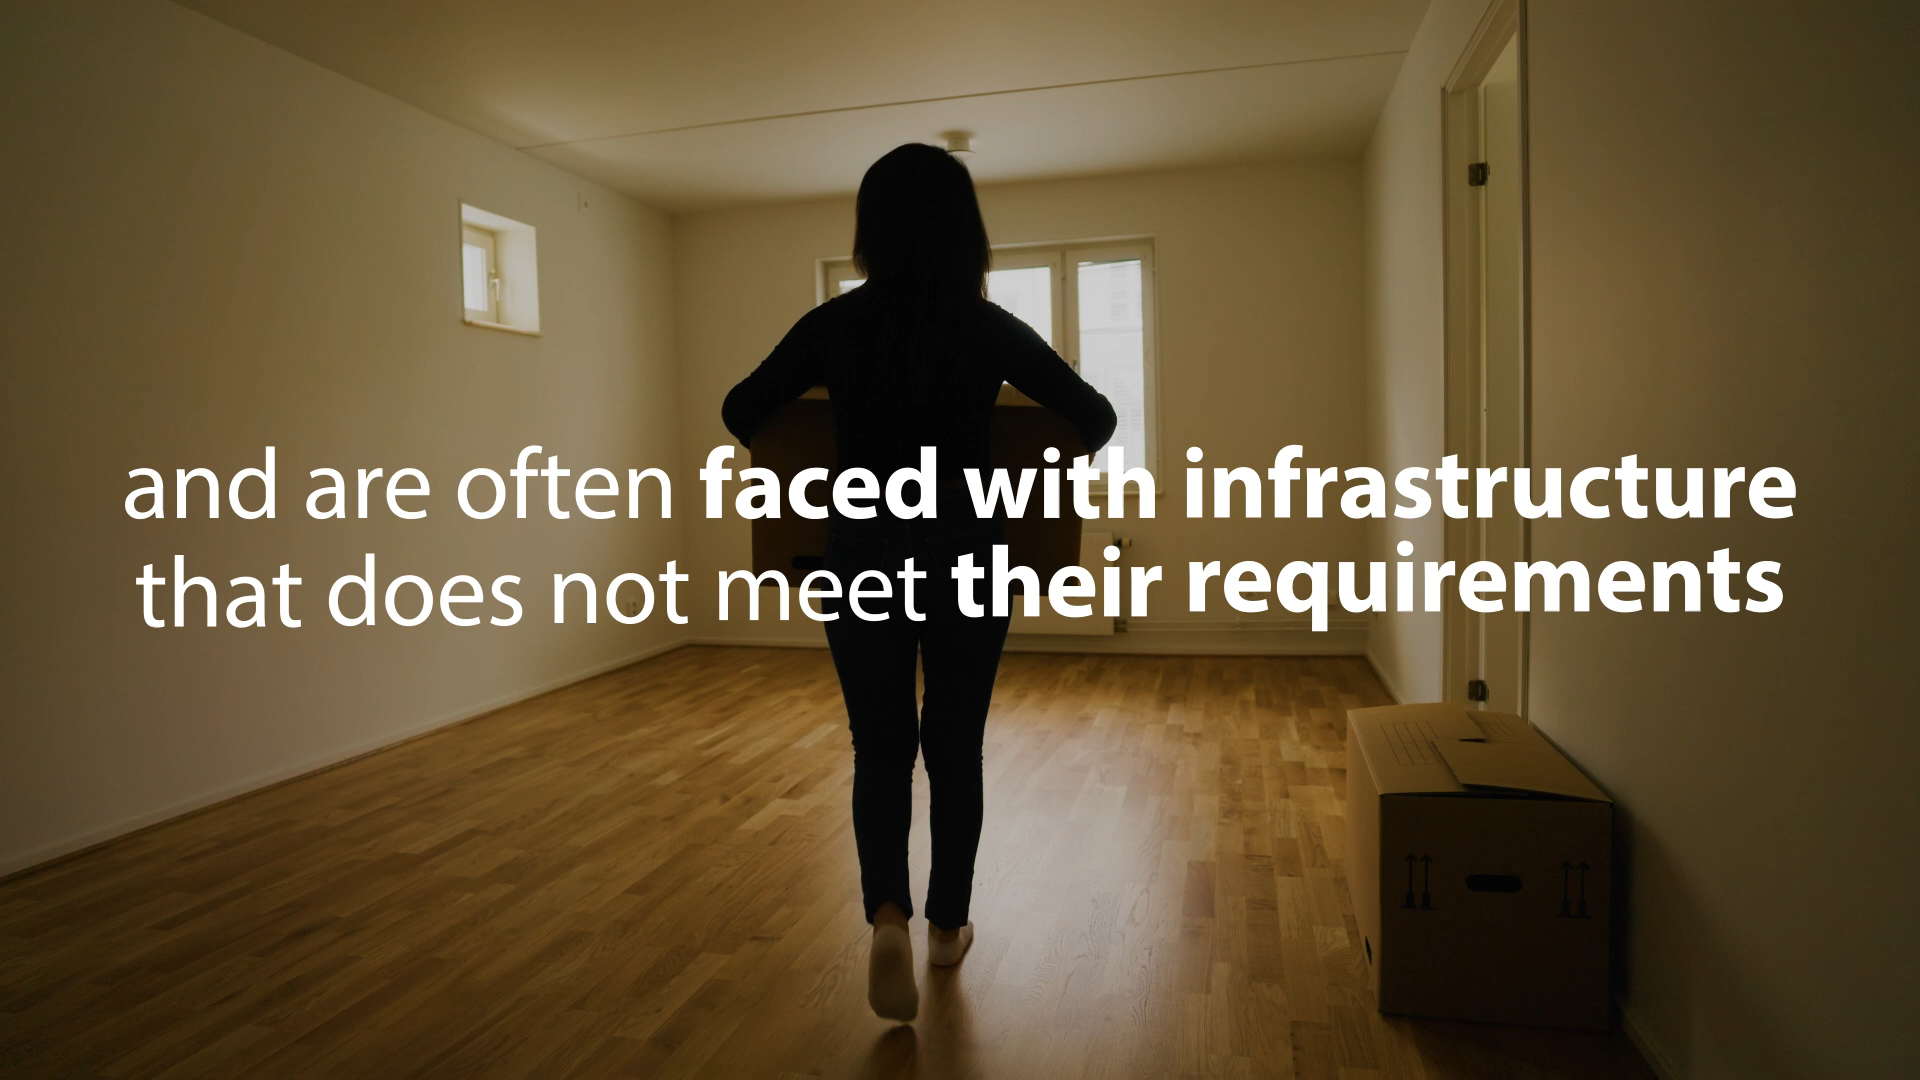 and are often faced with infrastructure
that does not meet their requirements